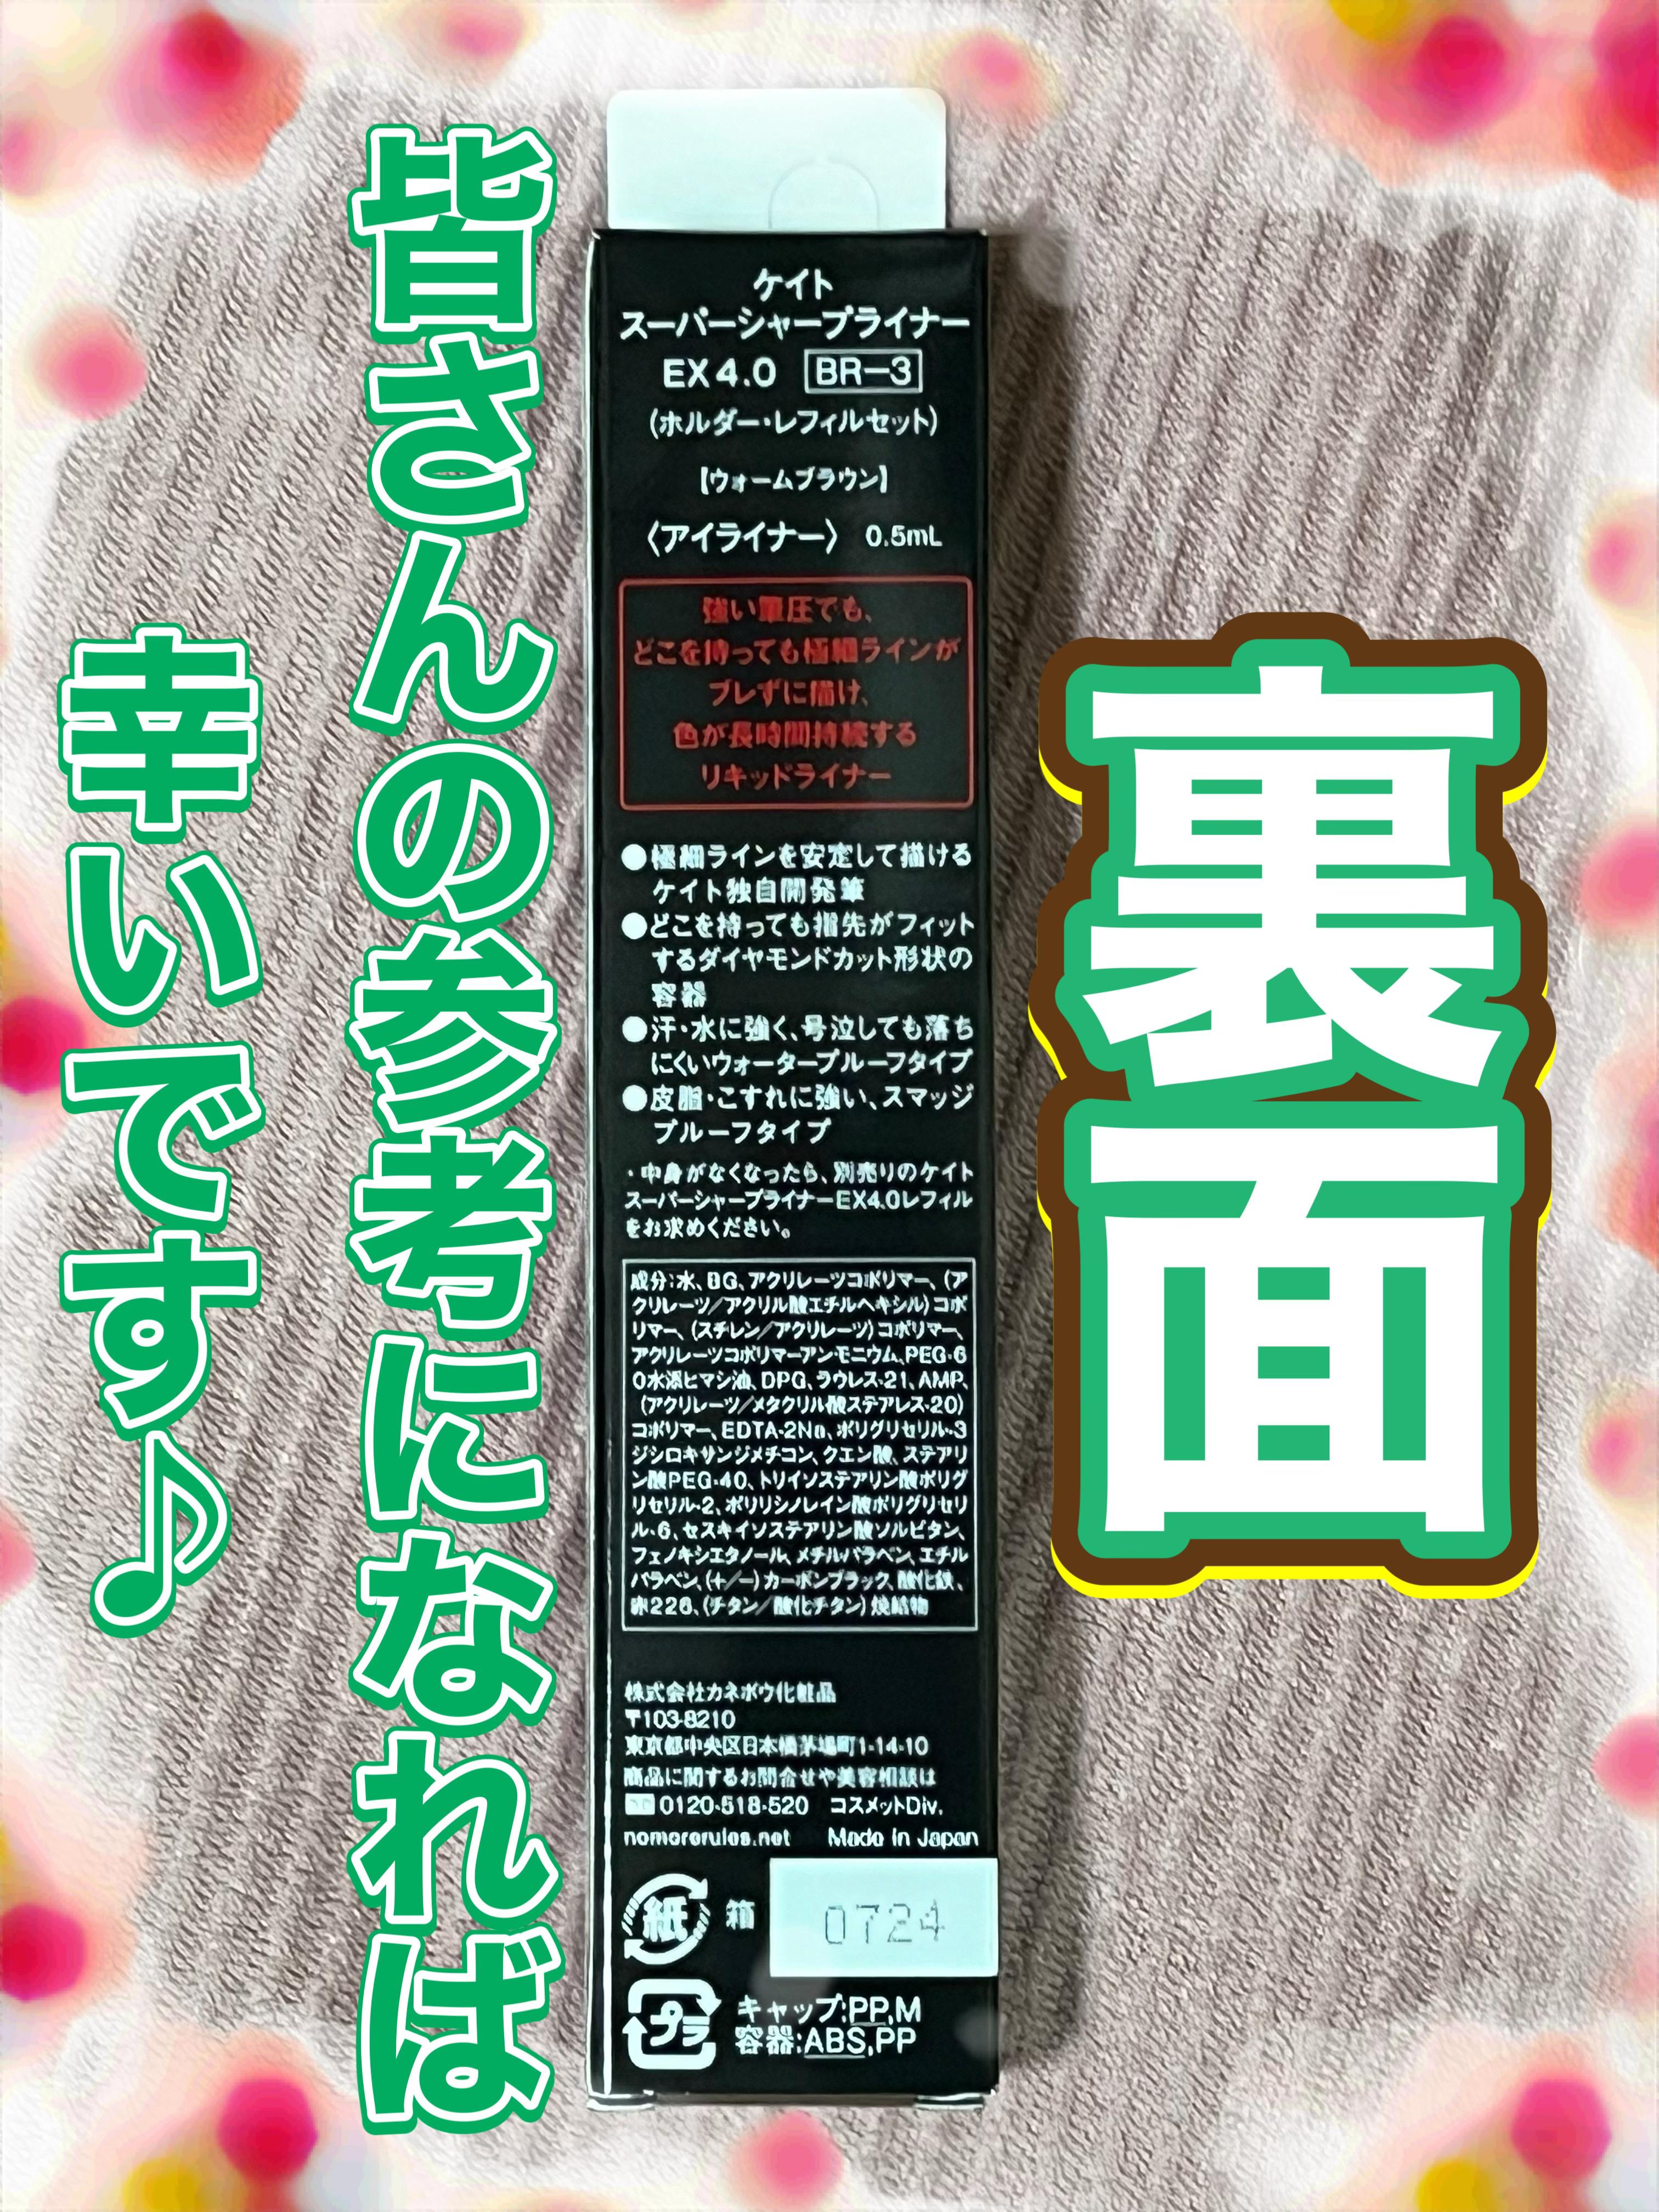 裏面
皆さんの参考になれば
幸いです♪
ケイト
スーパーシャープライナー
EX4.0 BR-3
(ホルダー・レフィルセット)
【ウォームブラウン】
〈アイライナー〉 0.5mL
強い筆圧でも、
どこを持っても極細ラインが
ブレずに描け、
色が長時間持続する
リキッドライナー
●極細ラインを安定して描ける
ケイト独自開発筆
●どこを持っても指先がフィット
するダイヤモンドカット形状の
容器
●汗・水に強く、号泣しても落ち
にくいウォータープルーフタイプ
●皮脂・こすれに強い、スマッジ
プルーフタイプ
・中身がなくなったら、別売りのケイト
スーパーシャープライナーEX4.0レフィル
をお求めください。
成分:水、BG、アクリレーツコポリマー、(ア
クリレーツ/アクリル酸エチルヘキシル)コポ
リマー、(スチレン/アクリレーツ)コポリマー、
アクリレーツコポリマーアンモニウム、PEG-6
0水添ヒマシ油、DPG、ラウレス-21、AMP、
(アクリレーツ/メタクリル酸ステアレス-20)
コポリマー、EDTA-2Na、ポリグリセリル-3
ジシロキサンジメチコン、クエン酸、ステアリ
ン酸PEG-40、トリイソステアリン酸ポリグ
リセリル-2、ポリリシノレイン酸ポリグリセリ
ル-6、セスキイソステアリン酸ソルビタン、
フェノキシエタノール、メチルパラベン、エチル
パラベン、(+/-)カーボンブラック、酸化鉄、
赤226、(チタン/酸化チタン)焼結物
株式会社カネボウ化粧品
〒103-8210
東京都中央区日本橋茅場町1-14-10
商品に関するお問合せや美容相談は
0120-518-520 コスメットDiv.
nomorerules.net Made in Japan
紙 箱 0724
プラ キャップ:PP,M
容器:ABS,PP